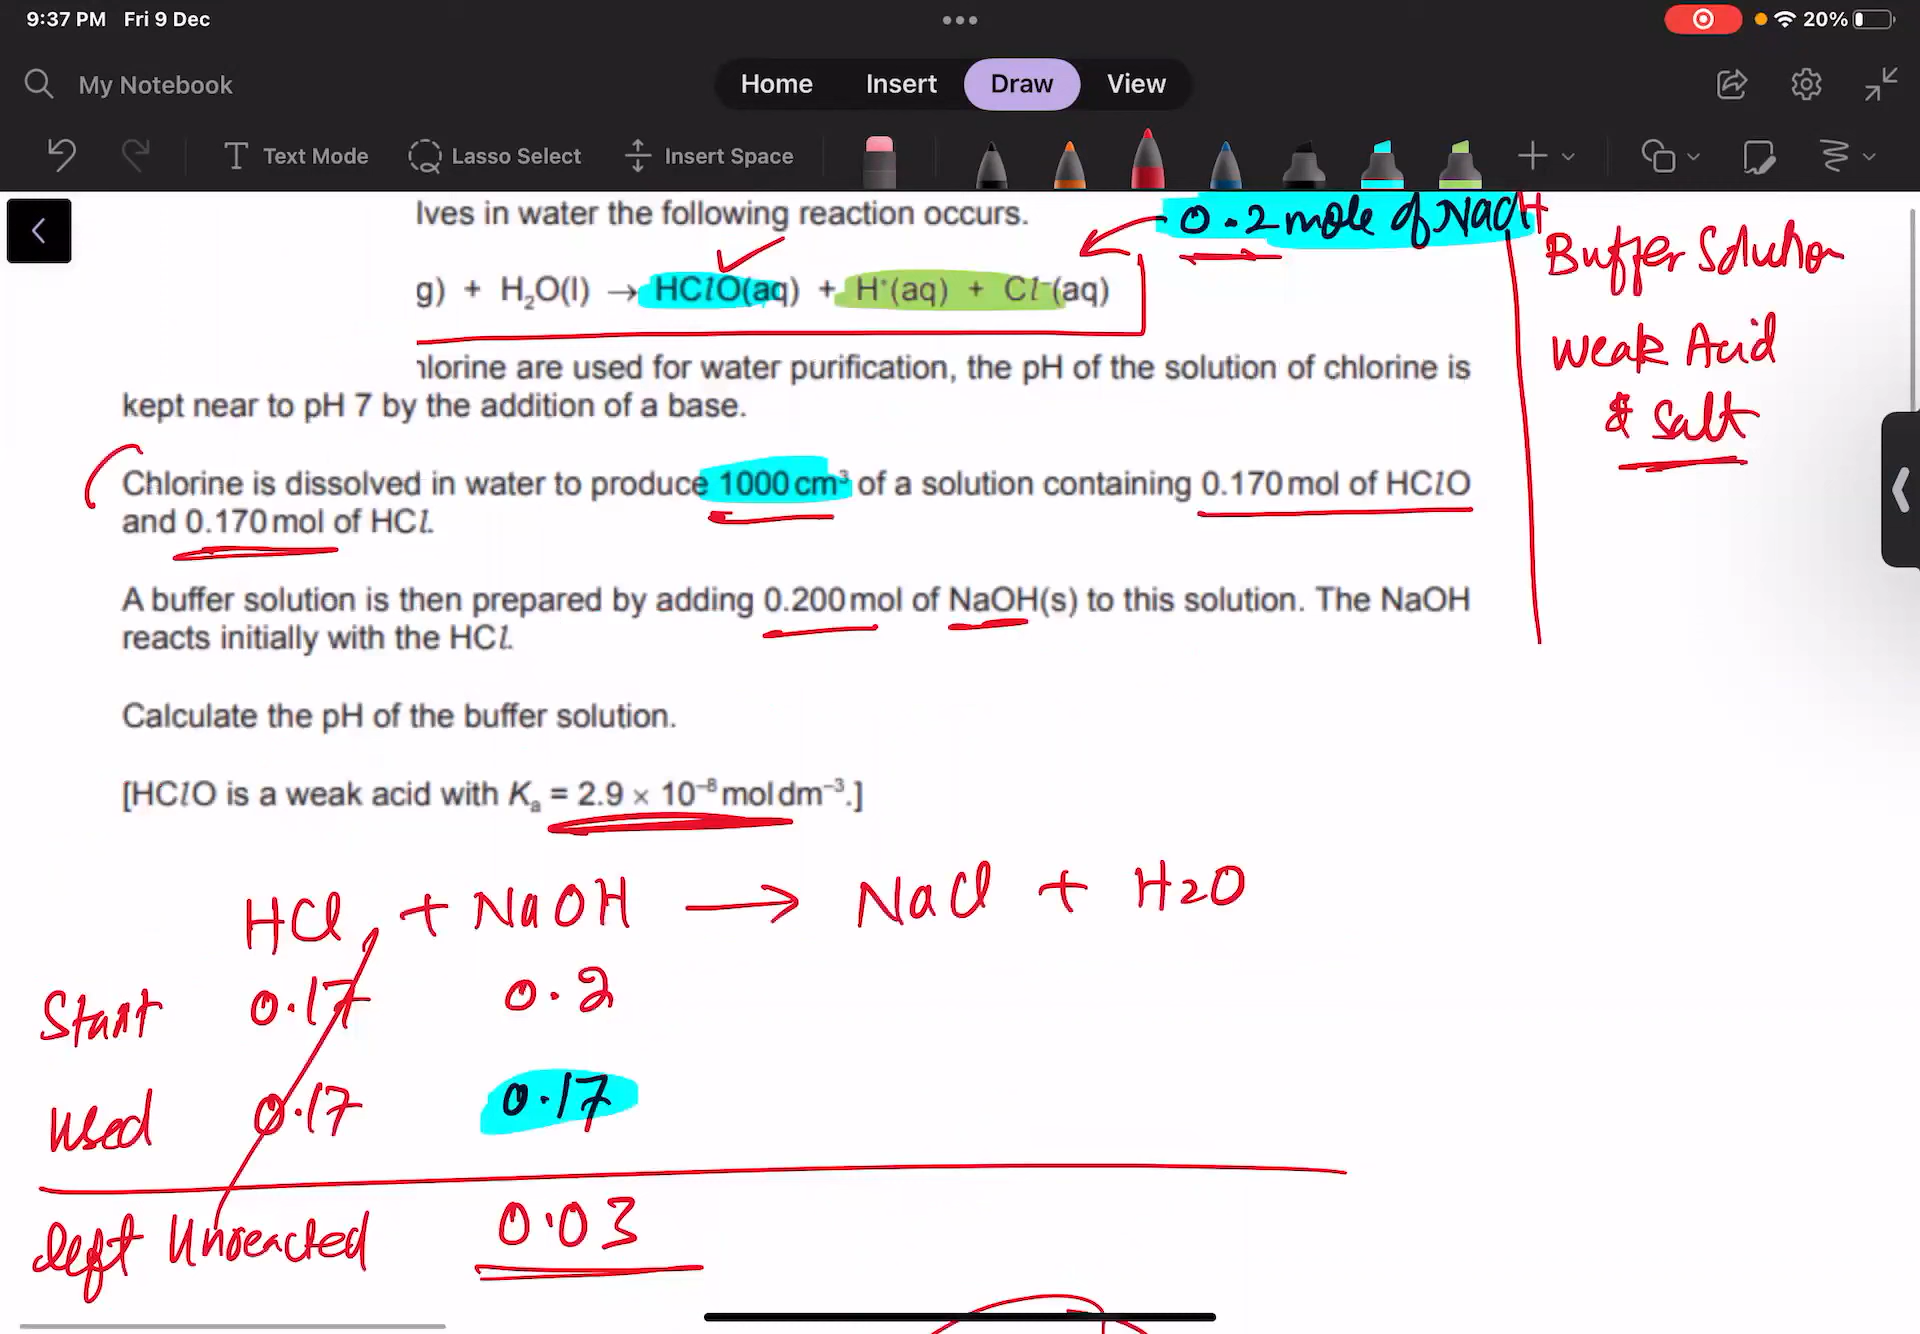 9:37 PM Fri 9 Dec
20%
My Notebook
Home Insert Draw View
Text Mode Lasso Select Insert Space
lves in water the following reaction occurs.
0.2 mole of NaOH
g) + H₂O(l) → HClO(aq) + H⁺(aq) + Cl⁻(aq)
Buffer Solution
Weak Acid
& Salt
hlorine are used for water purification, the pH of the solution of chlorine is
kept near to pH 7 by the addition of a base.
Chlorine is dissolved in water to produce 1000 cm³ of a solution containing 0.170 mol of HClO
and 0.170 mol of HCl.
A buffer solution is then prepared by adding 0.200 mol of NaOH(s) to this solution. The NaOH
reacts initially with the HCl.
Calculate the pH of the buffer solution.
[HClO is a weak acid with Kₐ = 2.9 × 10⁻⁸ mol dm⁻³.]
HCl + NaOH → NaCl + H2O
Start 0.17 0.2
Used 0.17 0.17
left Unreacted 0.03